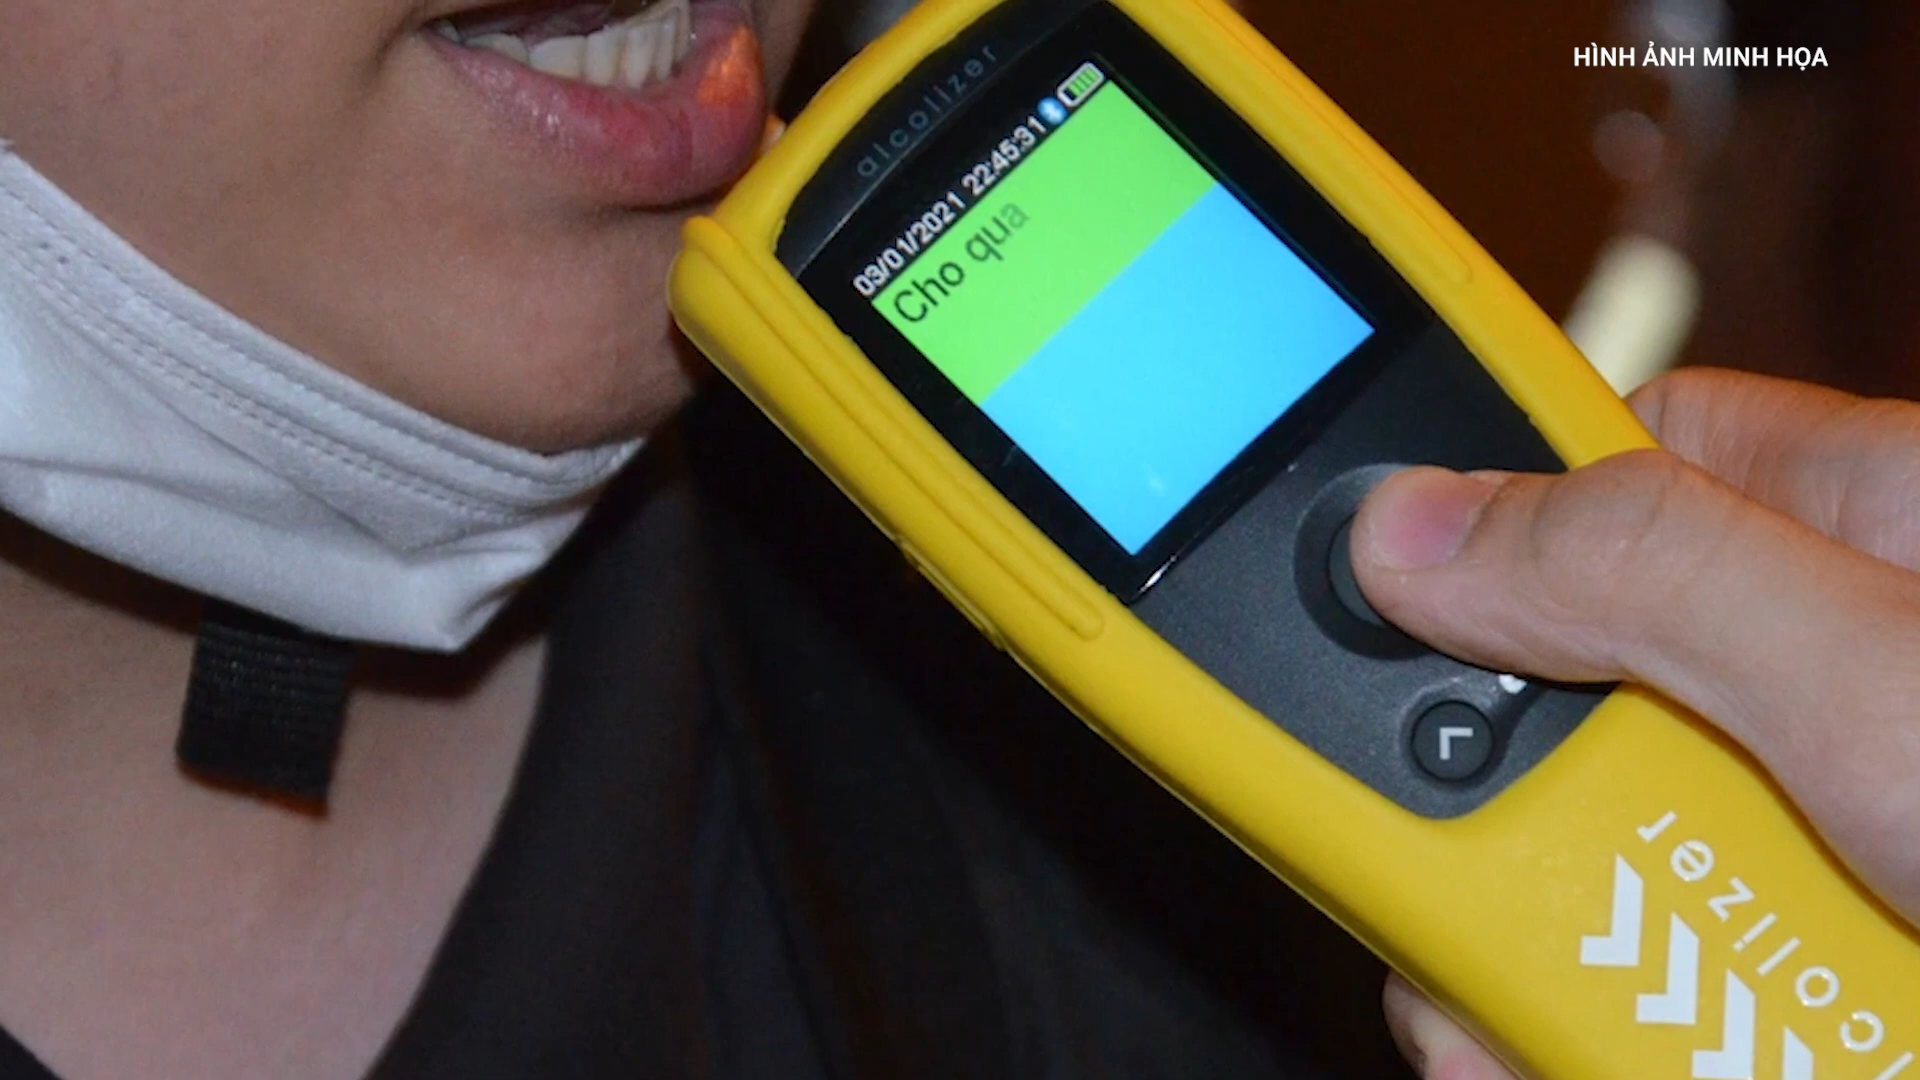 HÌNH ẢNH MINH HỌA
alcolizer
03/01/2021 22:45:31
Cho qua
alcolizer